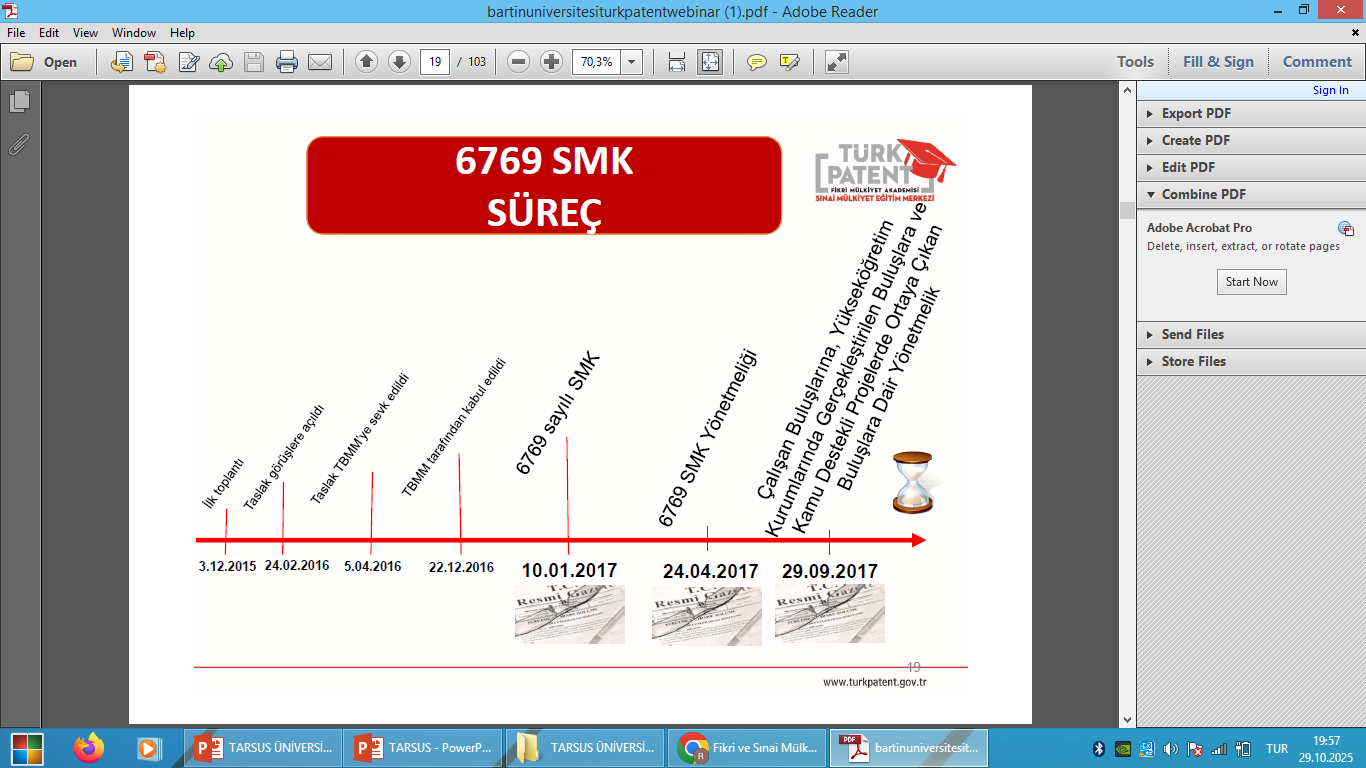 bartinuniversitesiturkpatentwebinar (1).pdf - Adobe Reader
File Edit View Window Help
Open 19 / 103 70,3% Tools Fill & Sign Comment
Sign In
Export PDF
Create PDF
Edit PDF
Combine PDF
Adobe Acrobat Pro
Delete, insert, extract, or rotate pages
Start Now
Send Files
Store Files
6769 SMK
SÜREÇ
TÜRK
PATENT
FİKRİ MÜLKİYET AKADEMİSİ
SINAİ MÜLKİYET EĞİTİM MERKEZİ
İlk toplantı
Taslak görüşlere açıldı
Taslak TBMM'ye sevk edildi
TBMM tarafından kabul edildi
6769 sayılı SMK
6769 SMK Yönetmeliği
Çalışan Buluşlarına, Yükseköğretim
Kurumlarında Gerçekleştirilen Buluşlara ve
Kamu Destekli Projelerde Ortaya Çıkan
Buluşlara Dair Yönetmelik
3.12.2015 24.02.2016 5.04.2016 22.12.2016 10.01.2017 24.04.2017 29.09.2017
T.C.
Resmi Gazete
T.C.
Resmi Gazete
T.C.
Resmi Gazete
19
www.turkpatent.gov.tr
TARSUS ÜNİVERSİ... TARSUS - PowerP... TARSUS ÜNİVERSİ... Fikri ve Sınai Mülk... bartinuniversitesit... TUR 19:57
29.10.2025